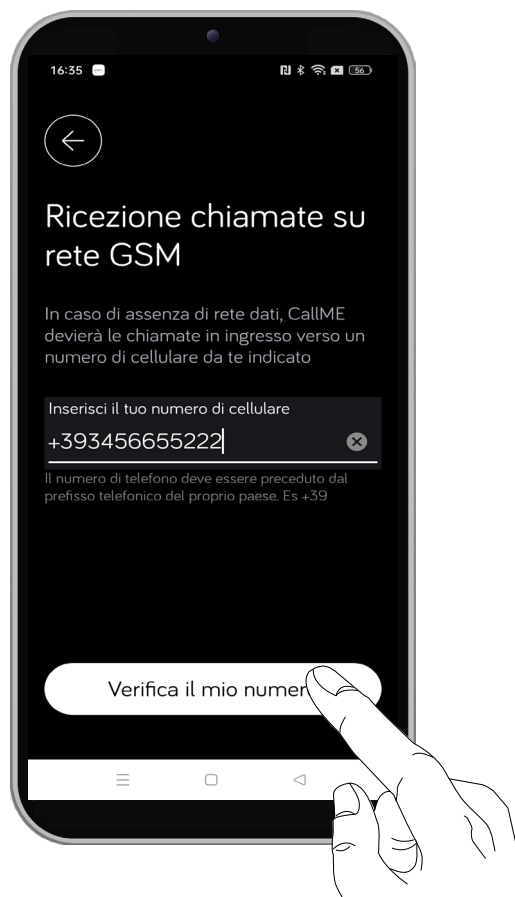 16:35
56
Ricezione chiamate su
rete GSM
In caso di assenza di rete dati, CallME
devierà le chiamate in ingresso verso un
numero di cellulare da te indicato
Inserisci il tuo numero di cellulare
+393456655222
Il numero di telefono deve essere preceduto dal
prefisso telefonico del proprio paese. Es +39
Verifica il mio numer